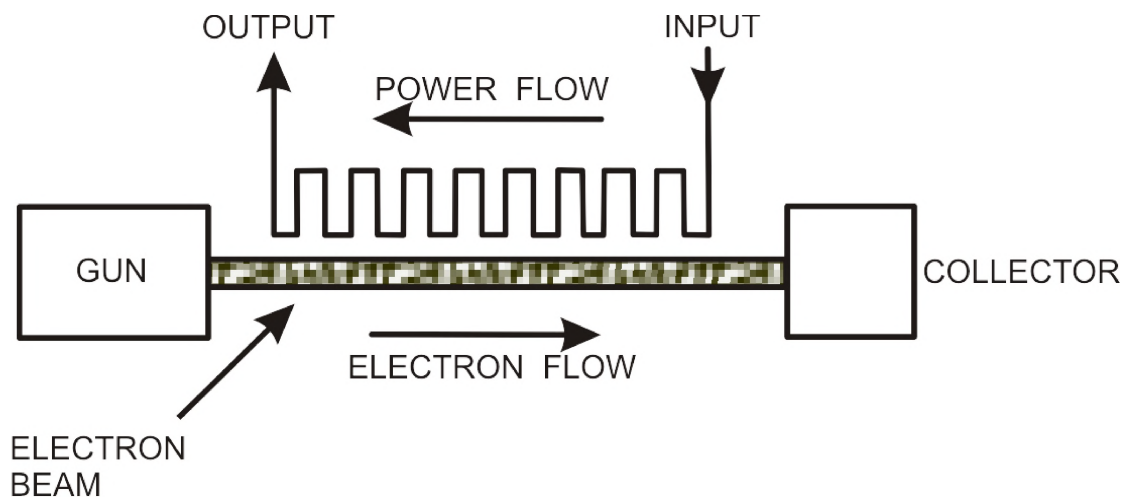 OUTPUT
INPUT
POWER FLOW
GUN
COLLECTOR
ELECTRON FLOW
ELECTRON
BEAM